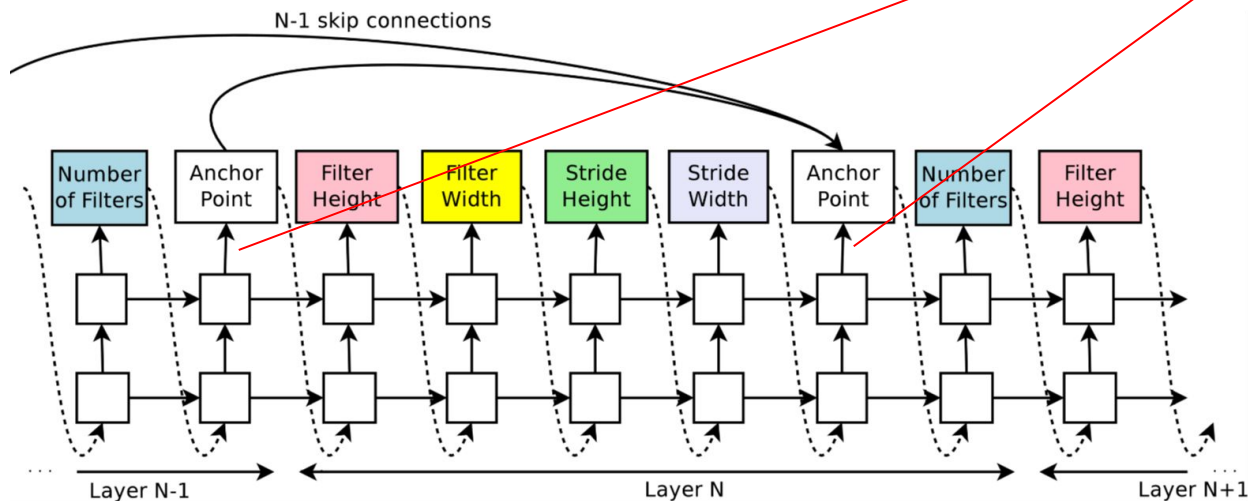 N-1 skip connections
Number
of Filters
Anchor
Point
Filter
Height
Filter
Width
Stride
Height
Stride
Width
Anchor
Point
Number
of Filters
Filter
Height
...
Layer N-1
Layer N
Layer N+1
...